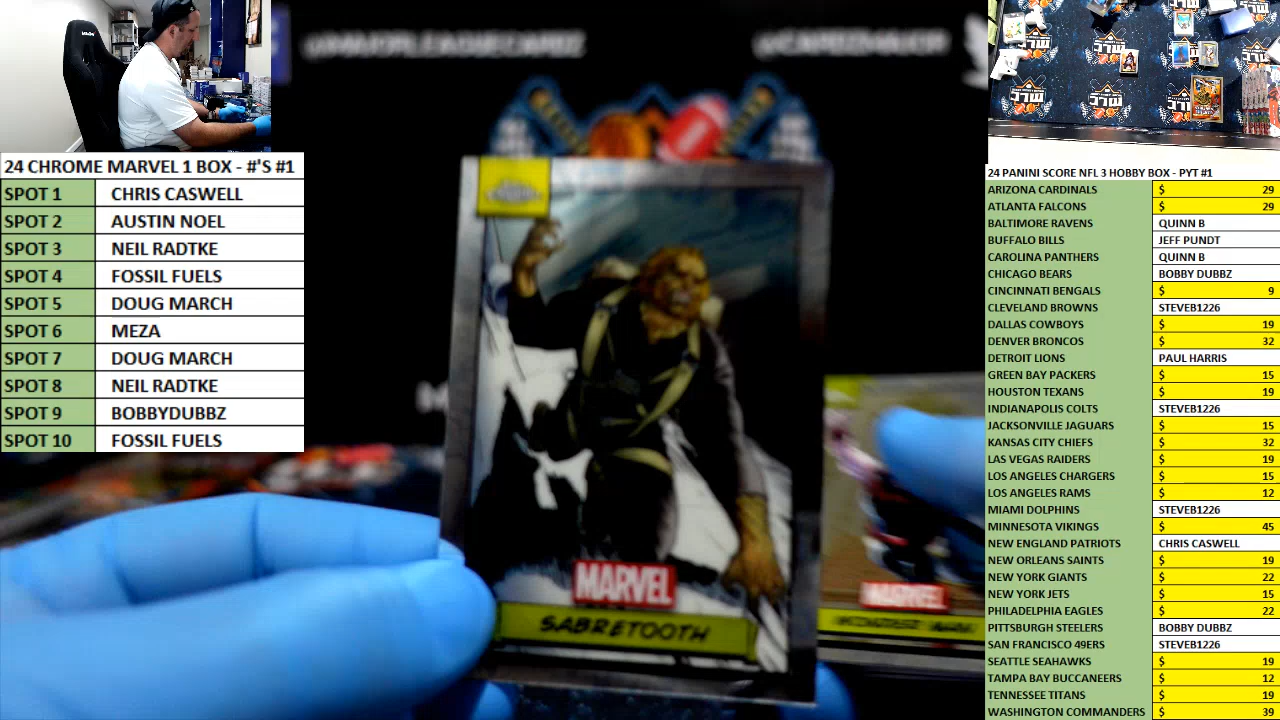 24 CHROME MARVEL 1 BOX - #'S #1
SPOT 1 CHRIS CASWELL
SPOT 2 AUSTIN NOEL
SPOT 3 NEIL RADTKE
SPOT 4 FOSSIL FUELS
SPOT 5 DOUG MARCH
SPOT 6 MEZA
SPOT 7 DOUG MARCH
SPOT 8 NEIL RADTKE
SPOT 9 BOBBYDUBBZ
SPOT 10 FOSSIL FUELS
MARVEL
SABRETOOTH
MARVEL
24 PANINI SCORE NFL 3 HOBBY BOX - PYT #1
ARIZONA CARDINALS $ 29
ATLANTA FALCONS $ 29
BALTIMORE RAVENS QUINN B
BUFFALO BILLS JEFF PUNDT
CAROLINA PANTHERS QUINN B
CHICAGO BEARS BOBBY DUBBZ
CINCINNATI BENGALS $ 9
CLEVELAND BROWNS STEVEB1226
DALLAS COWBOYS $ 19
DENVER BRONCOS $ 32
DETROIT LIONS PAUL HARRIS
GREEN BAY PACKERS $ 15
HOUSTON TEXANS $ 19
INDIANAPOLIS COLTS STEVEB1226
JACKSONVILLE JAGUARS $ 15
KANSAS CITY CHIEFS $ 32
LAS VEGAS RAIDERS $ 19
LOS ANGELES CHARGERS $ 15
LOS ANGELES RAMS $ 12
MIAMI DOLPHINS STEVEB1226
MINNESOTA VIKINGS $ 45
NEW ENGLAND PATRIOTS CHRIS CASWELL
NEW ORLEANS SAINTS $ 19
NEW YORK GIANTS $ 22
NEW YORK JETS $ 15
PHILADELPHIA EAGLES $ 22
PITTSBURGH STEELERS BOBBY DUBBZ
SAN FRANCISCO 49ERS STEVEB1226
SEATTLE SEAHAWKS $ 19
TAMPA BAY BUCCANEERS $ 12
TENNESSEE TITANS $ 19
WASHINGTON COMMANDERS $ 39